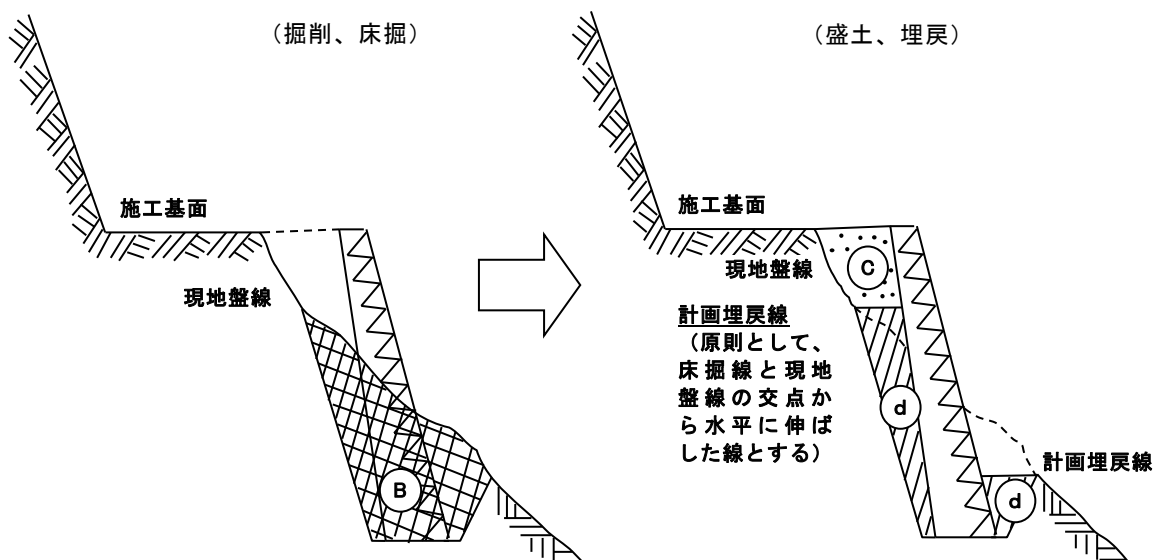 （掘削、床掘）
施工基面
現地盤線
B
（盛土、埋戻）
施工基面
現地盤線
C
計画埋戻線
（原則として、
床掘線と現地
盤線の交点か
ら水平に伸ば
した線とする）
d
計画埋戻線
d